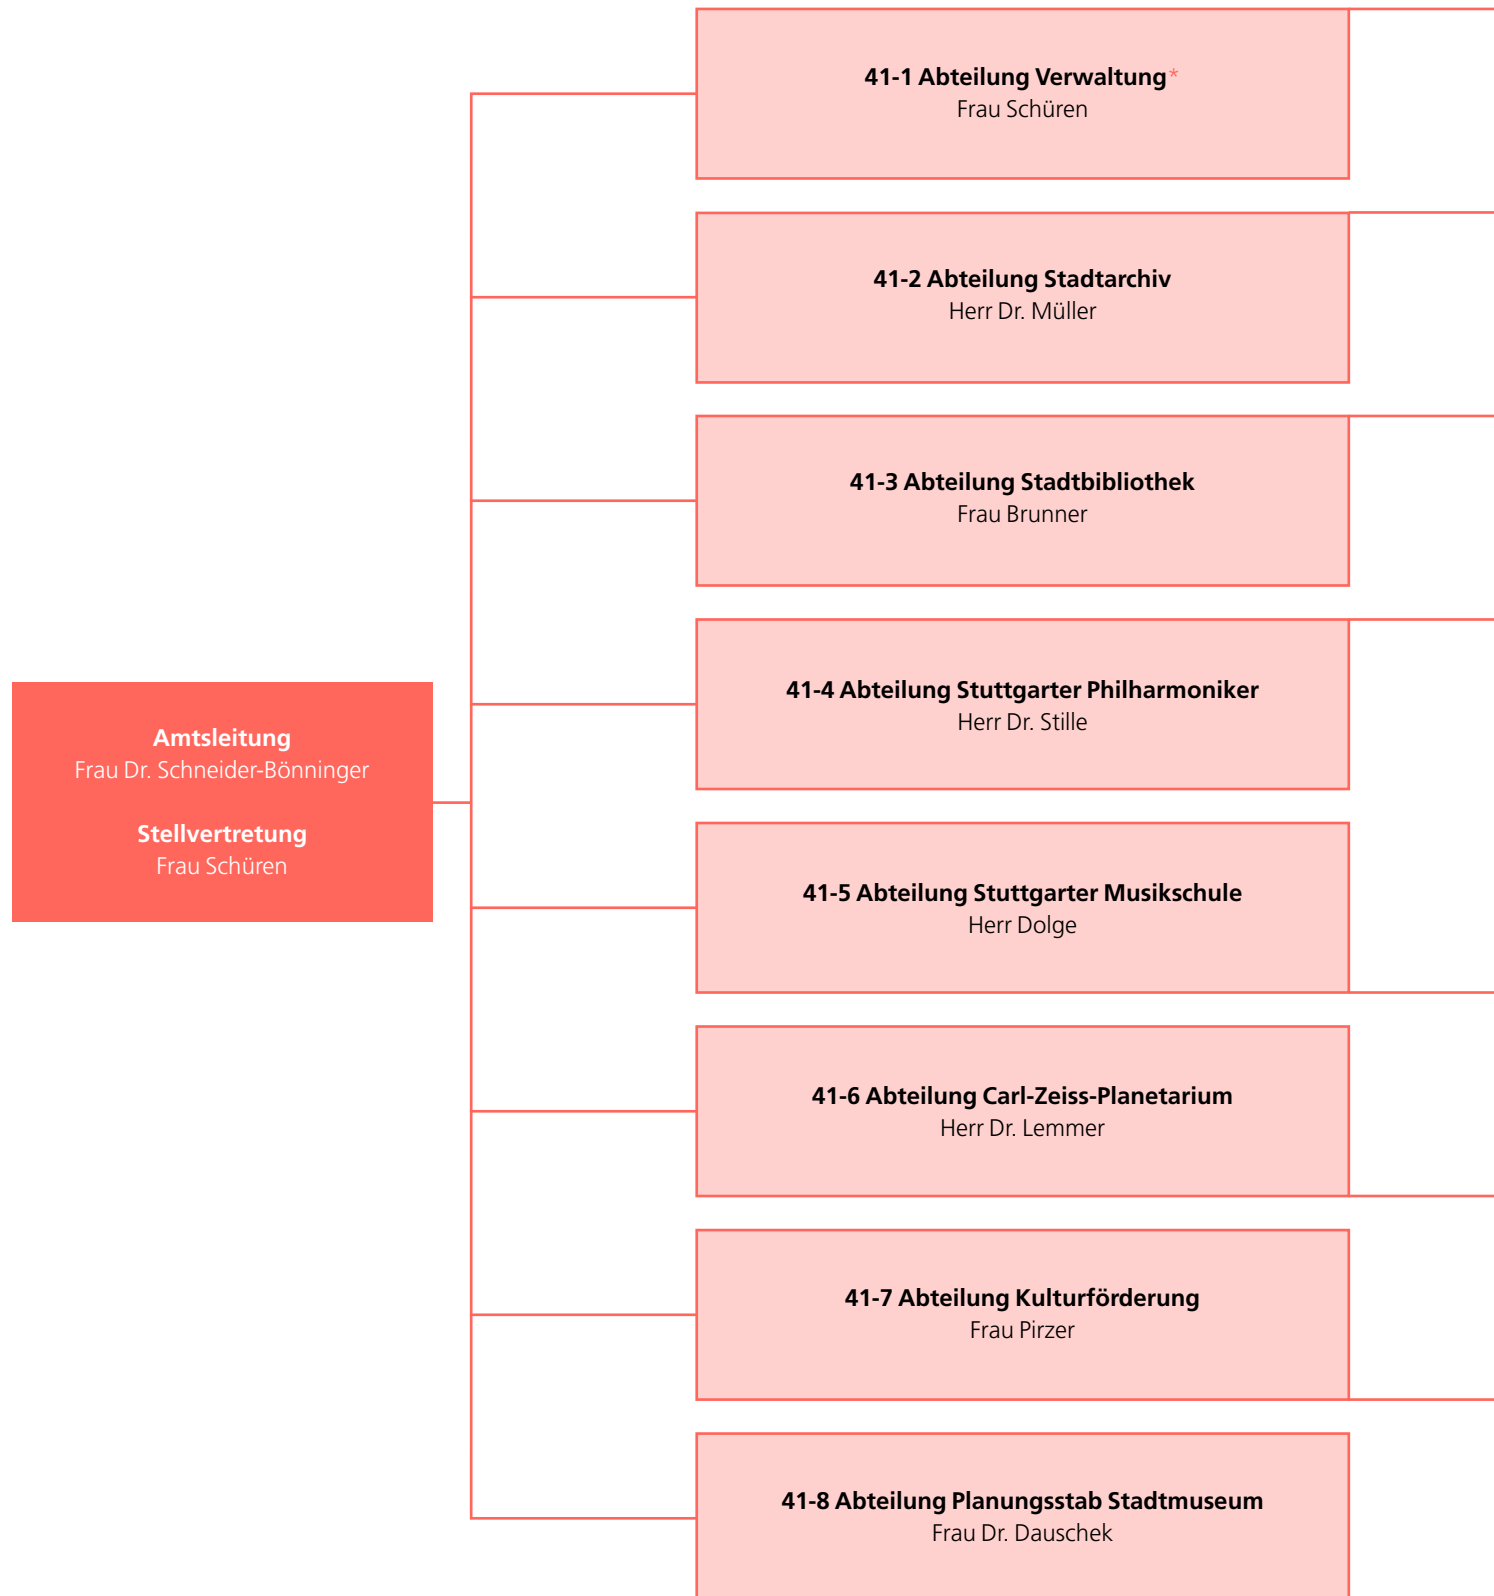 41-1 Abteilung Verwaltung*
Frau Schüren
41-2 Abteilung Stadtarchiv
Herr Dr. Müller
41-3 Abteilung Stadtbibliothek
Frau Brunner
41-4 Abteilung Stuttgarter Philharmoniker
Herr Dr. Stille
Amtsleitung
Frau Dr. Schneider-Bönninger
Stellvertretung
Frau Schüren
41-5 Abteilung Stuttgarter Musikschule
Herr Dolge
41-6 Abteilung Carl-Zeiss-Planetarium
Herr Dr. Lemmer
41-7 Abteilung Kulturförderung
Frau Pirzer
41-8 Abteilung Planungsstab Stadtmuseum
Frau Dr. Dauschek